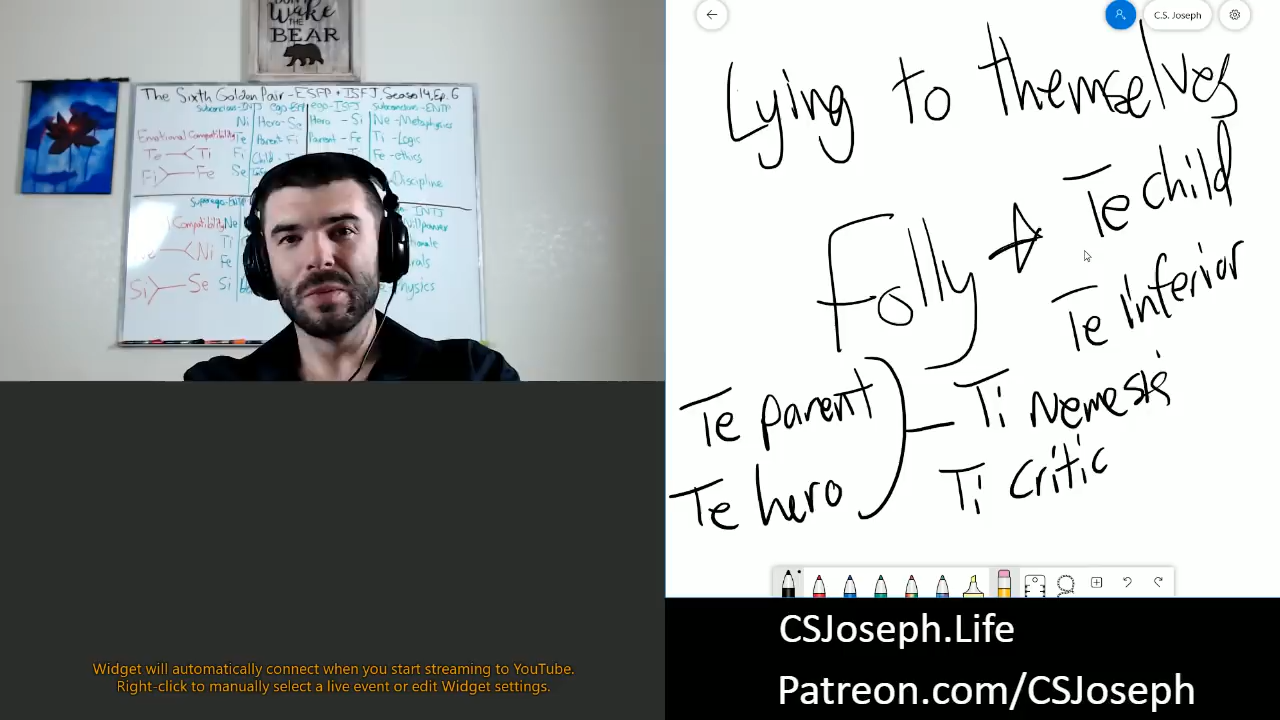 DON'T
Wake
THE
BEAR
The Sixth Golden Pair - ESFP + ISFJ, Season 14, Ep. 6
Ni Hero - Se Hero - Si Ne - Metaphysics
Te Parent Fi Parent - Fe Ti - Logic
Emotional Compatibility
Fi Child Fe - ethics
Te Ti
Se Discipline
Fi Fe
Compatibility Ne
Ti
Ni
Fe
Si Se Si
C.S. Joseph
Lying to themselves
Folly
Te child
Te inferior
Te parent
Ti nemesis
Te hero
Ti critic
CSJoseph.Life
Patreon.com/CSJoseph
Widget will automatically connect when you start streaming to YouTube.
Right-click to manually select a live event or edit Widget settings.